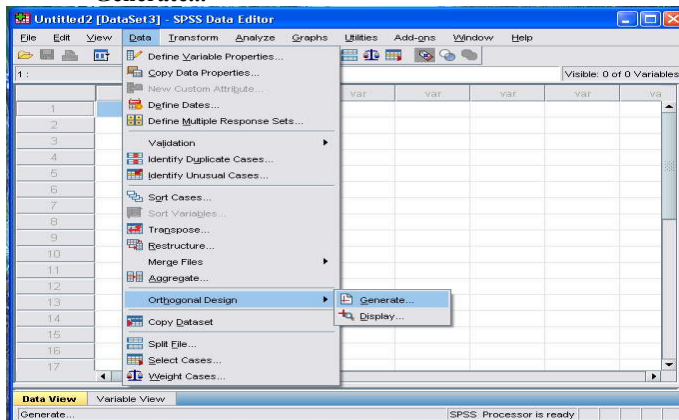 Generate...
Untitled2 [DataSet3] - SPSS Data Editor
File Edit View Data Transform Analyze Graphs Utilities Add-ons Window Help
1 :
Visible: 0 of 0 Variables
var var var var va
1
2
3
4
5
6
7
8
9
10
11
12
13
14
15
16
17
Define Variable Properties...
Copy Data Properties...
New Custom Attribute...
Define Dates...
Define Multiple Response Sets...
Validation
Identify Duplicate Cases...
Identify Unusual Cases...
Sort Cases...
Sort Variables...
Transpose...
Restructure...
Merge Files
Aggregate...
Orthogonal Design
Generate...
Display...
Copy Dataset
Split File...
Select Cases...
Weight Cases...
Data View Variable View
Generate... SPSS Processor is ready